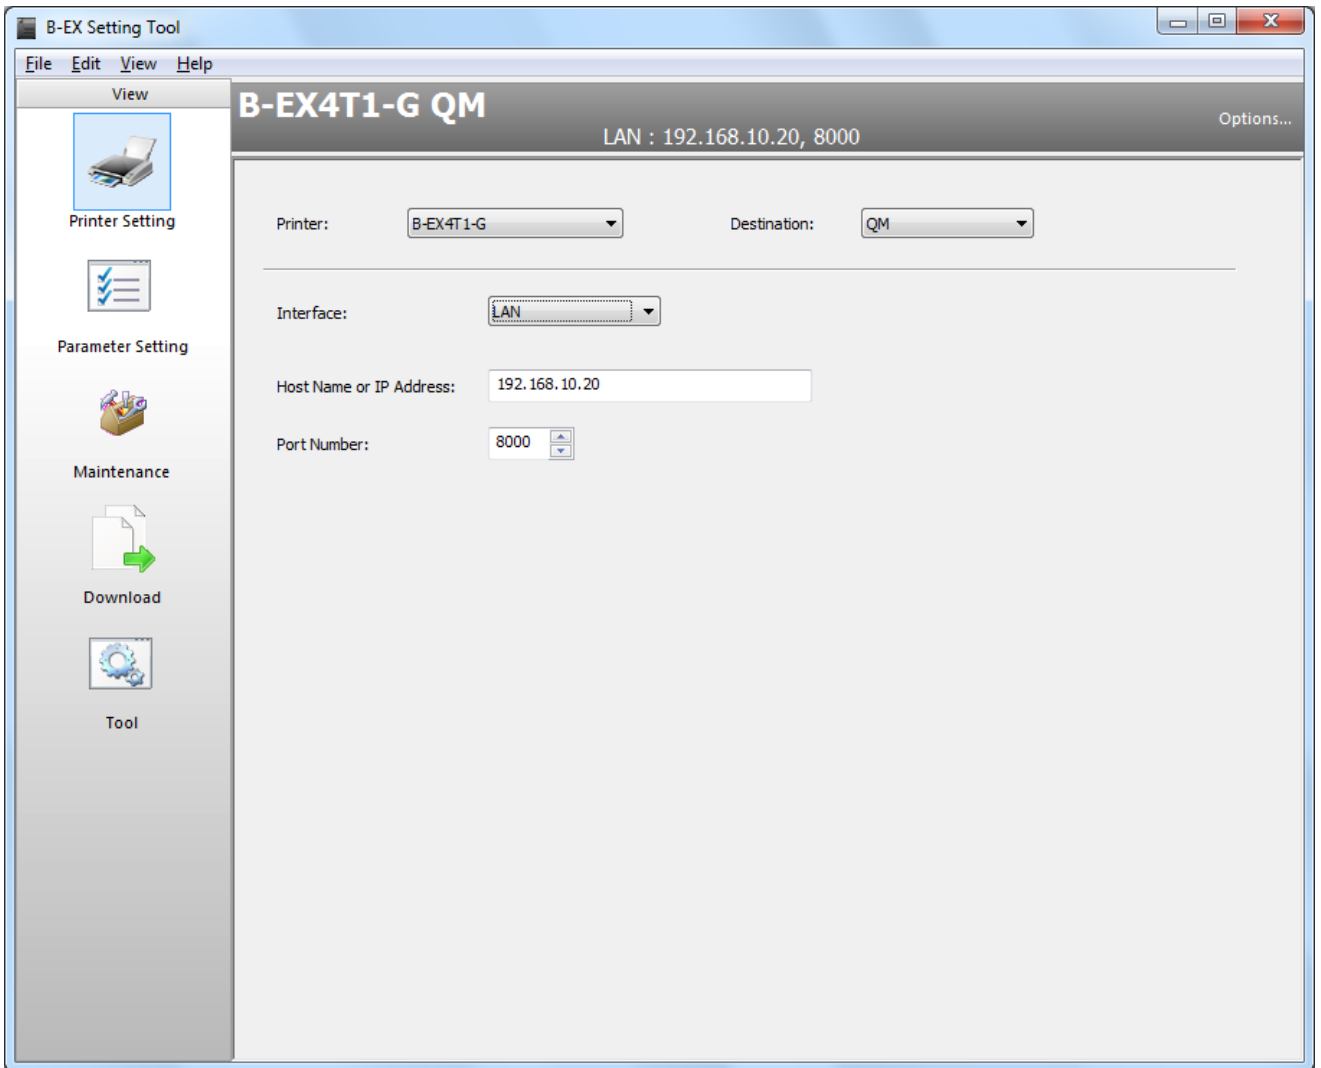 B-EX Setting Tool
File Edit View Help
View
Printer Setting
Parameter Setting
Maintenance
Download
Tool
B-EX4T1-G QM
LAN : 192.168.10.20, 8000
Options...
Printer: B-EX4T1-G Destination: QM
Interface: LAN
Host Name or IP Address: 192.168.10.20
Port Number: 8000